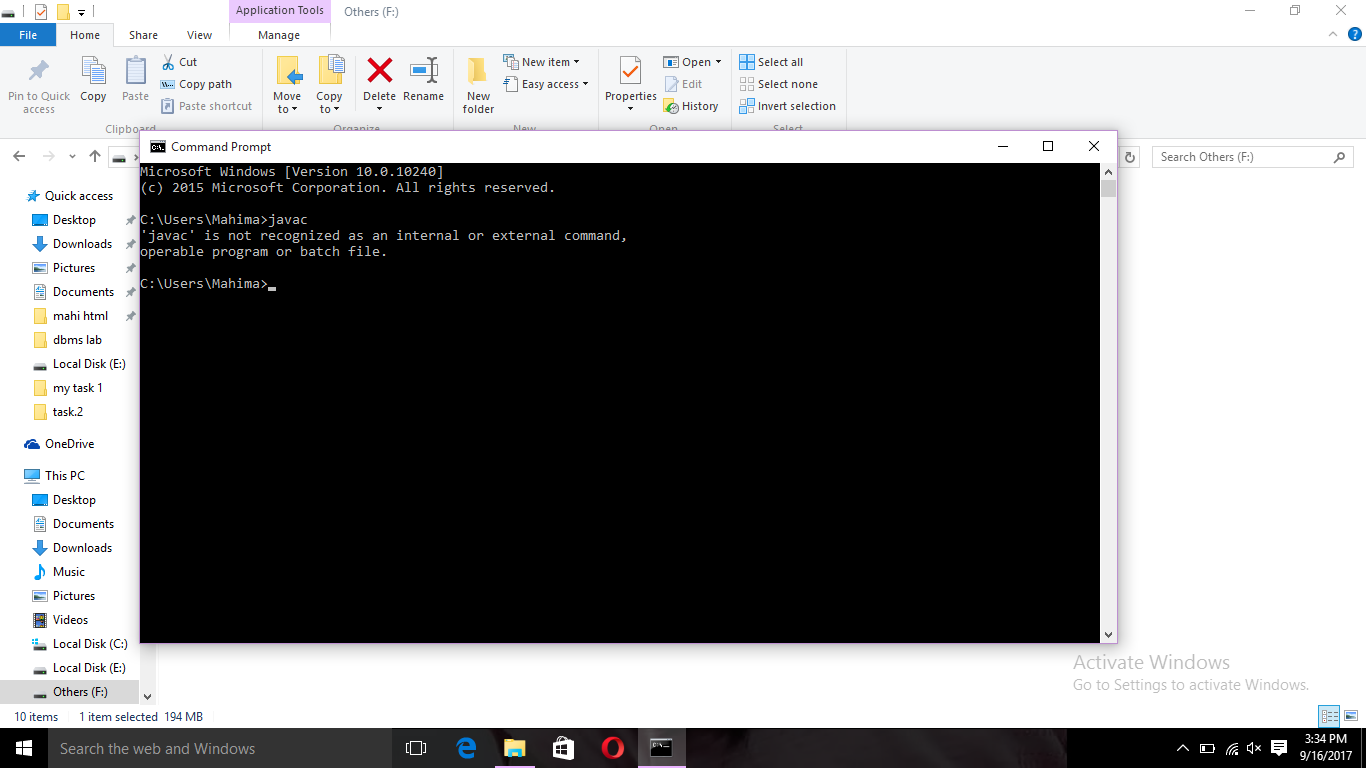 Application Tools
Others (F:)
File
Home
Share
View
Manage
Pin to Quick
access
Copy
Paste
Cut
Copy path
Paste shortcut
Clipboard
Move
to
Copy
to
Delete
Rename
Organize
New
folder
New item
Easy access
New
Properties
Open
Edit
History
Open
Select all
Select none
Invert selection
Select
Command Prompt
Search Others (F:)
Microsoft Windows [Version 10.0.10240]
(c) 2015 Microsoft Corporation. All rights reserved.
C:\Users\Mahima>javac
'javac' is not recognized as an internal or external command,
operable program or batch file.
C:\Users\Mahima>
Quick access
Desktop
Downloads
Pictures
Documents
mahi html
dbms lab
Local Disk (E:)
my task 1
task.2
OneDrive
This PC
Desktop
Documents
Downloads
Music
Pictures
Videos
Local Disk (C:)
Local Disk (E:)
Others (F:)
Activate Windows
Go to Settings to activate Windows.
10 items 1 item selected 194 MB
Search the web and Windows
3:34 PM
9/16/2017